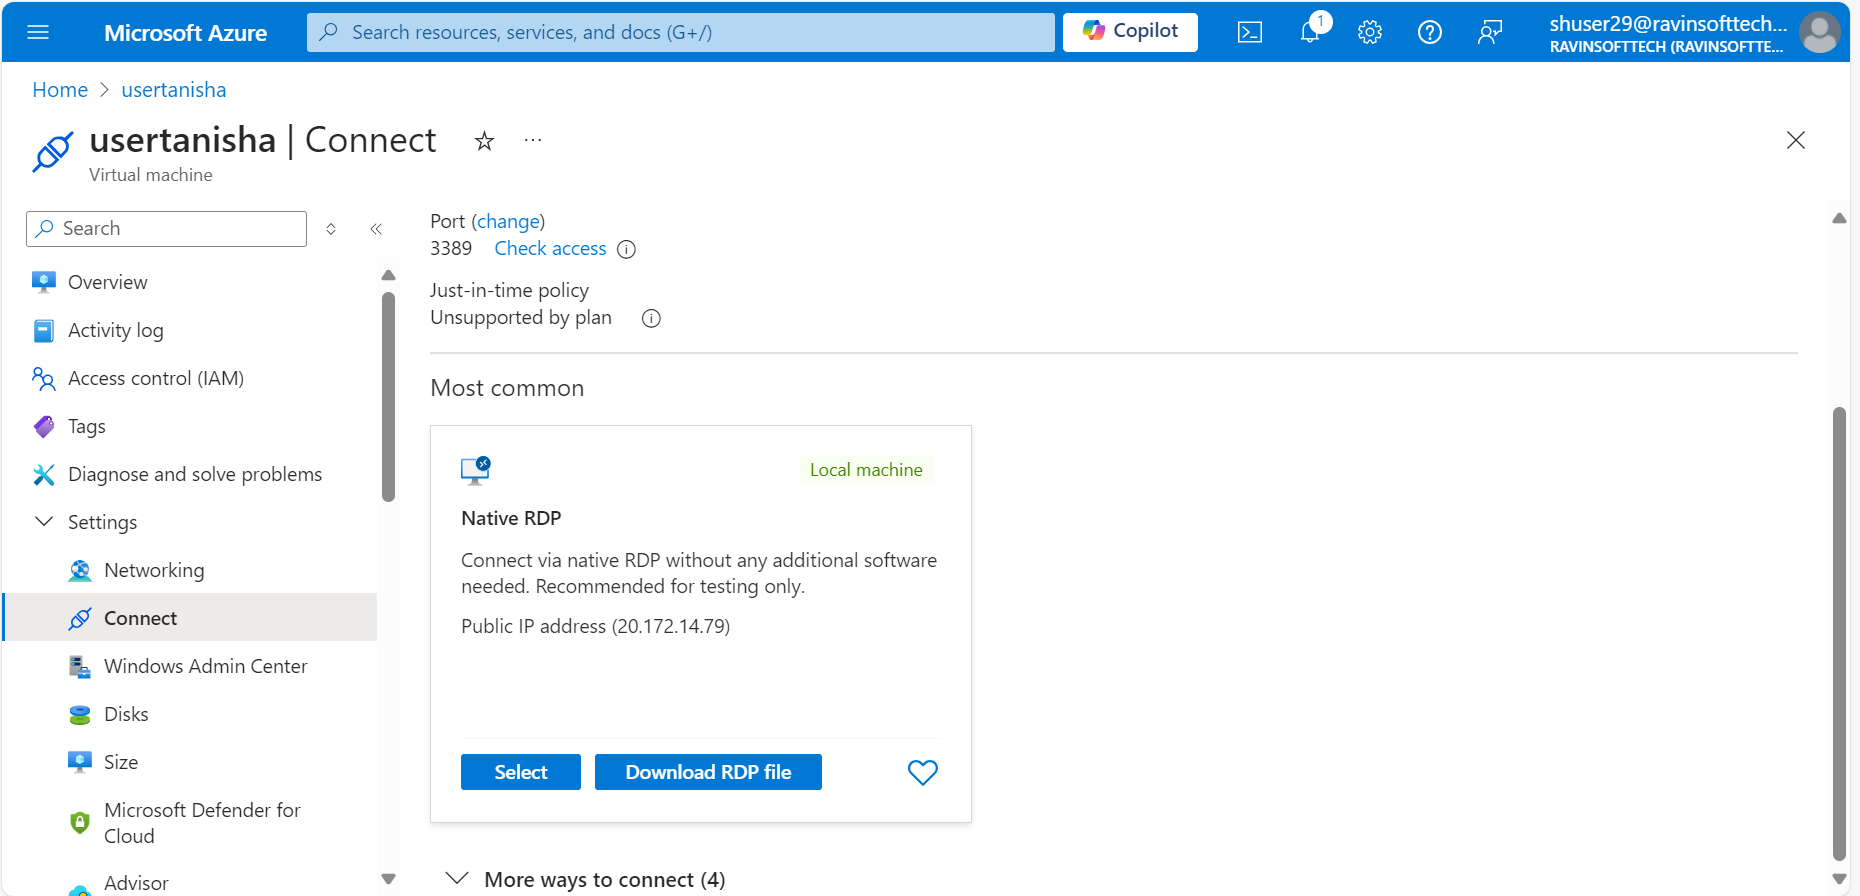 Microsoft Azure
Search resources, services, and docs (G+/)
Copilot
1
shuser29@ravinsofttech...
RAVINSOFTTECH (RAVINSOFTTE...
Home > usertanisha
usertanisha | Connect
...
Virtual machine
Search
Overview
Activity log
Access control (IAM)
Tags
Diagnose and solve problems
Settings
Networking
Connect
Windows Admin Center
Disks
Size
Microsoft Defender for
Cloud
Advisor
Port (change)
3389 Check access
Just-in-time policy
Unsupported by plan
Most common
Local machine
Native RDP
Connect via native RDP without any additional software
needed. Recommended for testing only.
Public IP address (20.172.14.79)
Select
Download RDP file
More ways to connect (4)